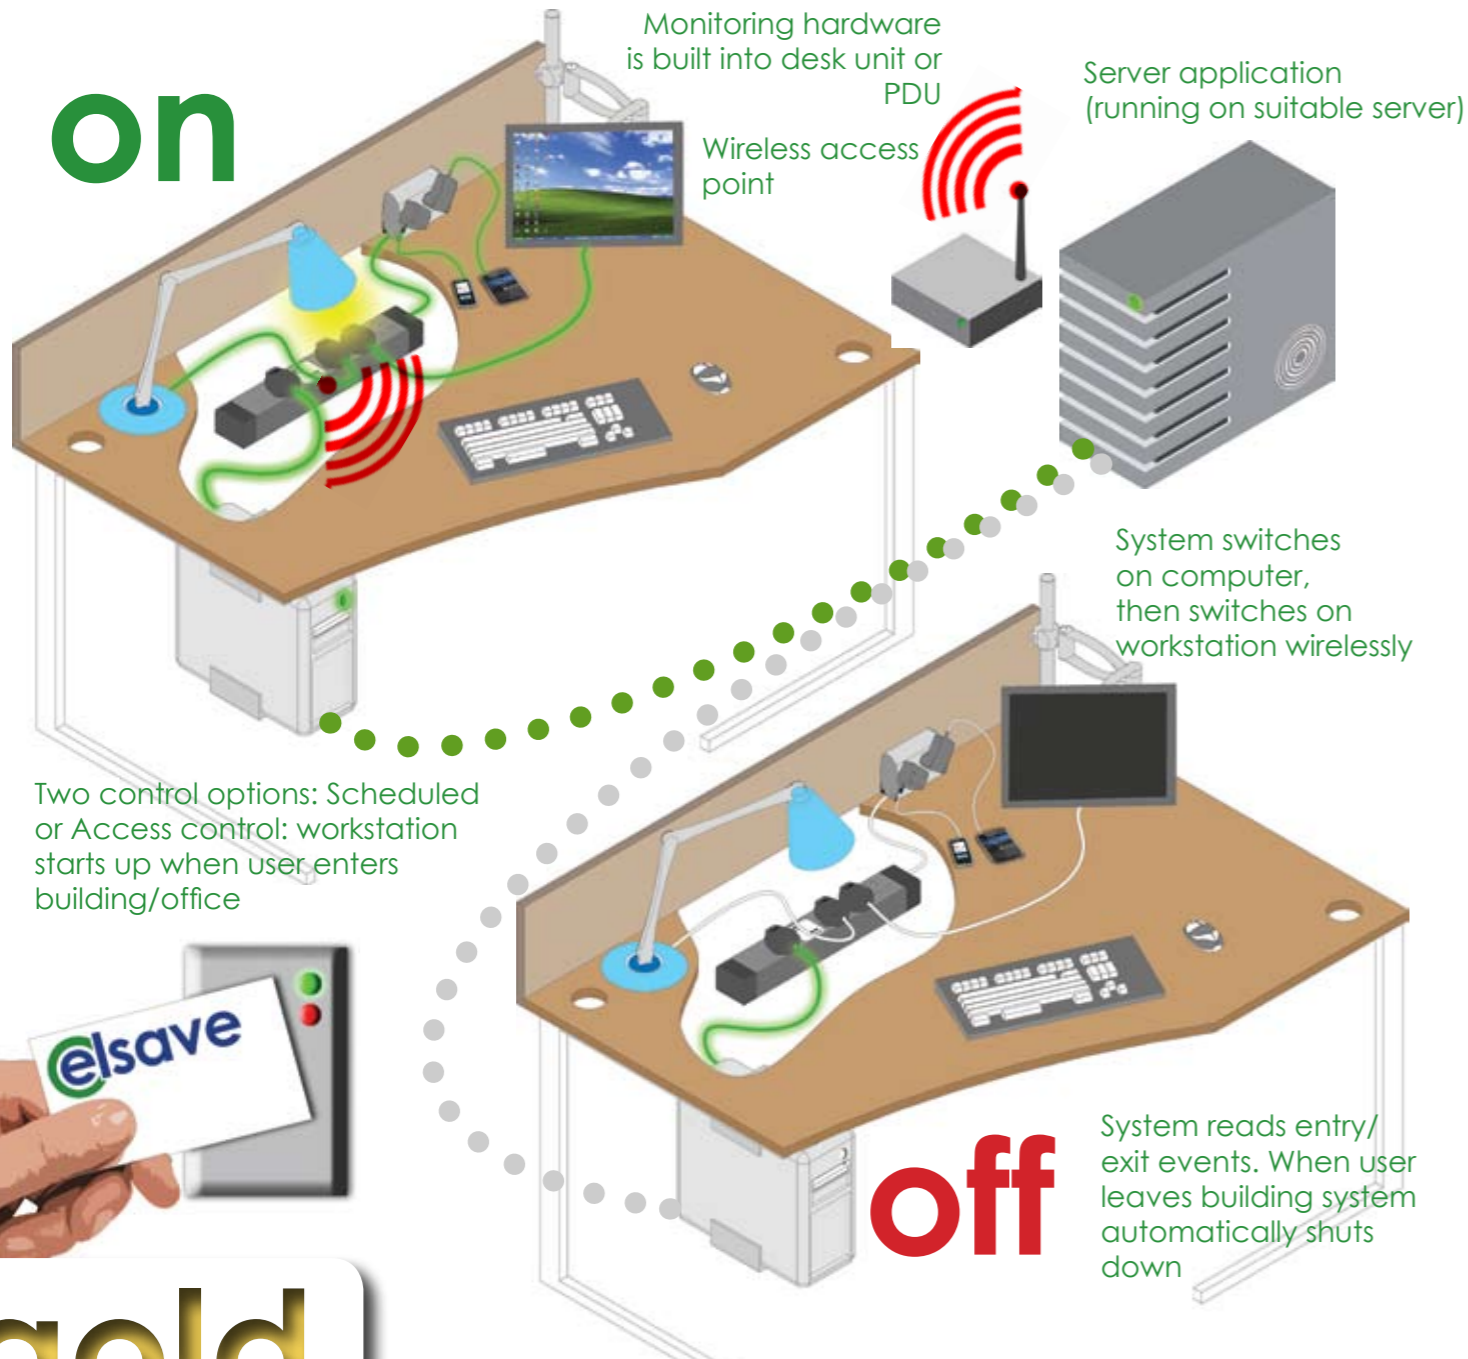 on
Monitoring hardware
is built into desk unit or
PDU
Wireless access
point
Server application
(running on suitable server)
System switches
on computer,
then switches on
workstation wirelessly
Two control options: Scheduled
or Access control: workstation
starts up when user enters
building/office
elsave
off
System reads entry/
exit events. When user
leaves building system
automatically shuts
down
gold